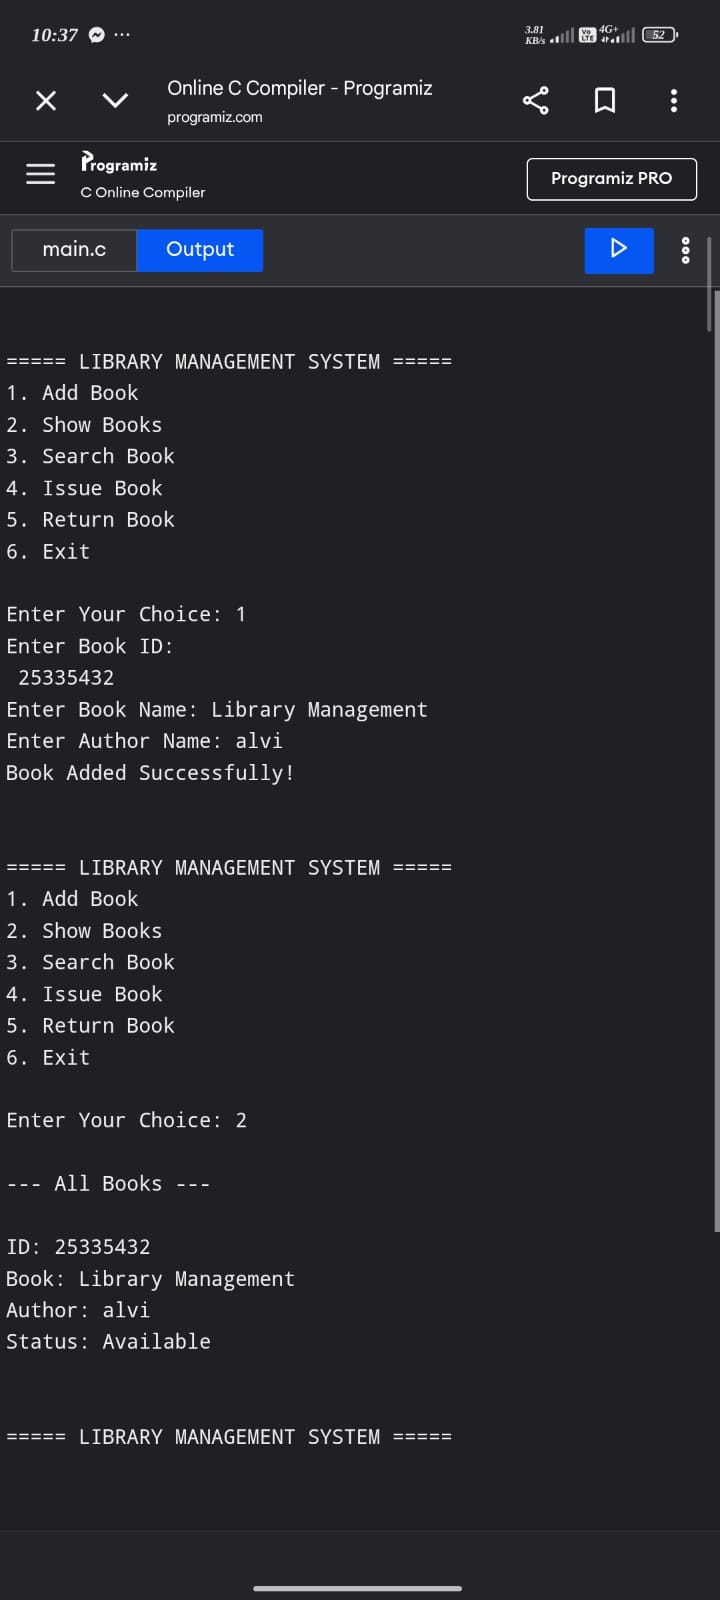 10:37 ...
3.81 KB/s Vo LTE 4G+ 52
Online C Compiler - Programiz
programiz.com
Programiz
C Online Compiler
Programiz PRO
main.c Output
===== LIBRARY MANAGEMENT SYSTEM =====
1. Add Book
2. Show Books
3. Search Book
4. Issue Book
5. Return Book
6. Exit
Enter Your Choice: 1
Enter Book ID:
25335432
Enter Book Name: Library Management
Enter Author Name: alvi
Book Added Successfully!
===== LIBRARY MANAGEMENT SYSTEM =====
1. Add Book
2. Show Books
3. Search Book
4. Issue Book
5. Return Book
6. Exit
Enter Your Choice: 2
--- All Books ---
ID: 25335432
Book: Library Management
Author: alvi
Status: Available
===== LIBRARY MANAGEMENT SYSTEM =====